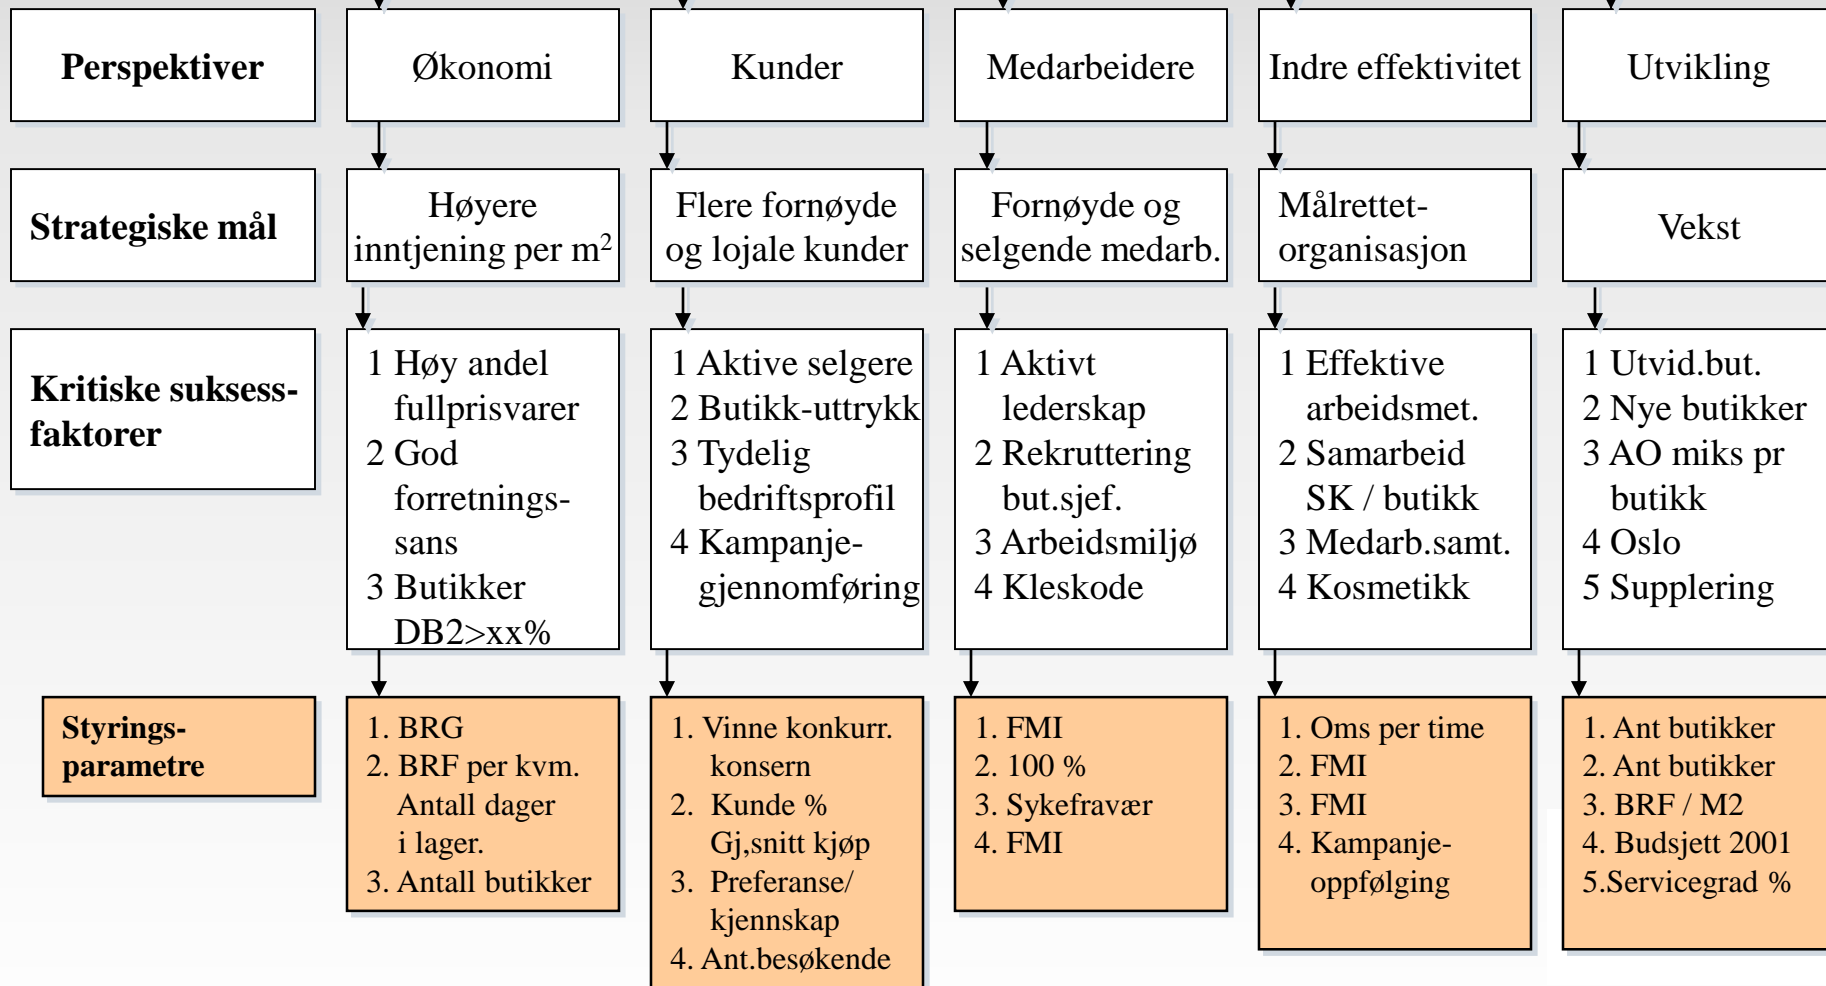 Perspektiver
Økonomi
Kunder
Medarbeidere
Indre effektivitet
Utvikling
Strategiske mål
Høyere
inntjening per m²
Flere fornøyde
og lojale kunder
Fornøyde og
selgende medarb.
Målrettet-
organisasjon
Vekst
Kritiske suksess-
faktorer
1 Høy andel
fullprisvarer
2 God
forretnings-
sans
3 Butikker
DB2>xx%
1 Aktive selgere
2 Butikk-uttrykk
3 Tydelig
bedriftsprofil
4 Kampanje-
gjennomføring
1 Aktivt
lederskap
2 Rekruttering
but.sjef.
3 Arbeidsmiljø
4 Kleskode
1 Effektive
arbeidsmet.
2 Samarbeid
SK / butikk
3 Medarb.samt.
4 Kosmetikk
1 Utvid.but.
2 Nye butikker
3 AO miks pr
butikk
4 Oslo
5 Supplering
Styrings-
parametre
1. BRG
2. BRF per kvm.
Antall dager
i lager.
3. Antall butikker
1. Vinne konkurr.
konsern
2. Kunde %
Gj,snitt kjøp
3. Preferanse/
kjennskap
4. Ant.besøkende
1. FMI
2. 100 %
3. Sykefravær
4. FMI
1. Oms per time
2. FMI
3. FMI
4. Kampanje-
oppfølging
1. Ant butikker
2. Ant butikker
3. BRF / M2
4. Budsjett 2001
5.Servicegrad %